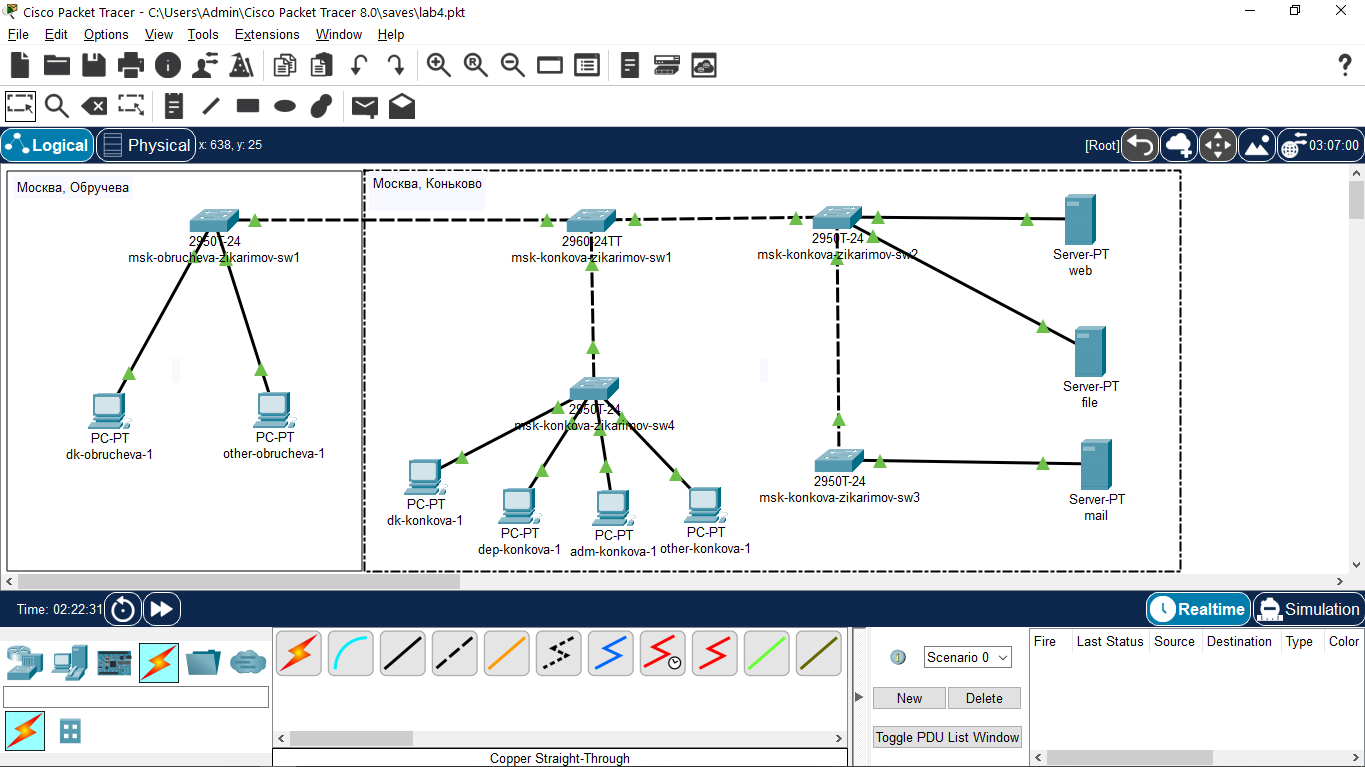 Cisco Packet Tracer - C:\Users\Admin\Cisco Packet Tracer 8.0\saves\lab4.pkt
File Edit Options View Tools Extensions Window Help
Logical Physical x: 638, y: 25 [Root] 03:07:00
Москва, Обручева
Москва, Коньково
2950T-24
msk-obrucheva-zikarimov-sw1
2960-24TT
msk-konkova-zikarimov-sw1
2950T-24
msk-konkova-zikarimov-sw2
Server-PT
web
Server-PT
file
PC-PT
dk-obrucheva-1
PC-PT
other-obrucheva-1
2950T-24
msk-konkova-zikarimov-sw4
2950T-24
msk-konkova-zikarimov-sw3
Server-PT
mail
PC-PT
dk-konkova-1
PC-PT
dep-konkova-1
PC-PT
adm-konkova-1
PC-PT
other-konkova-1
Time: 02:22:31 Realtime Simulation
Scenario 0
New Delete
Toggle PDU List Window
Fire Last Status Source Destination Type Color
Copper Straight-Through